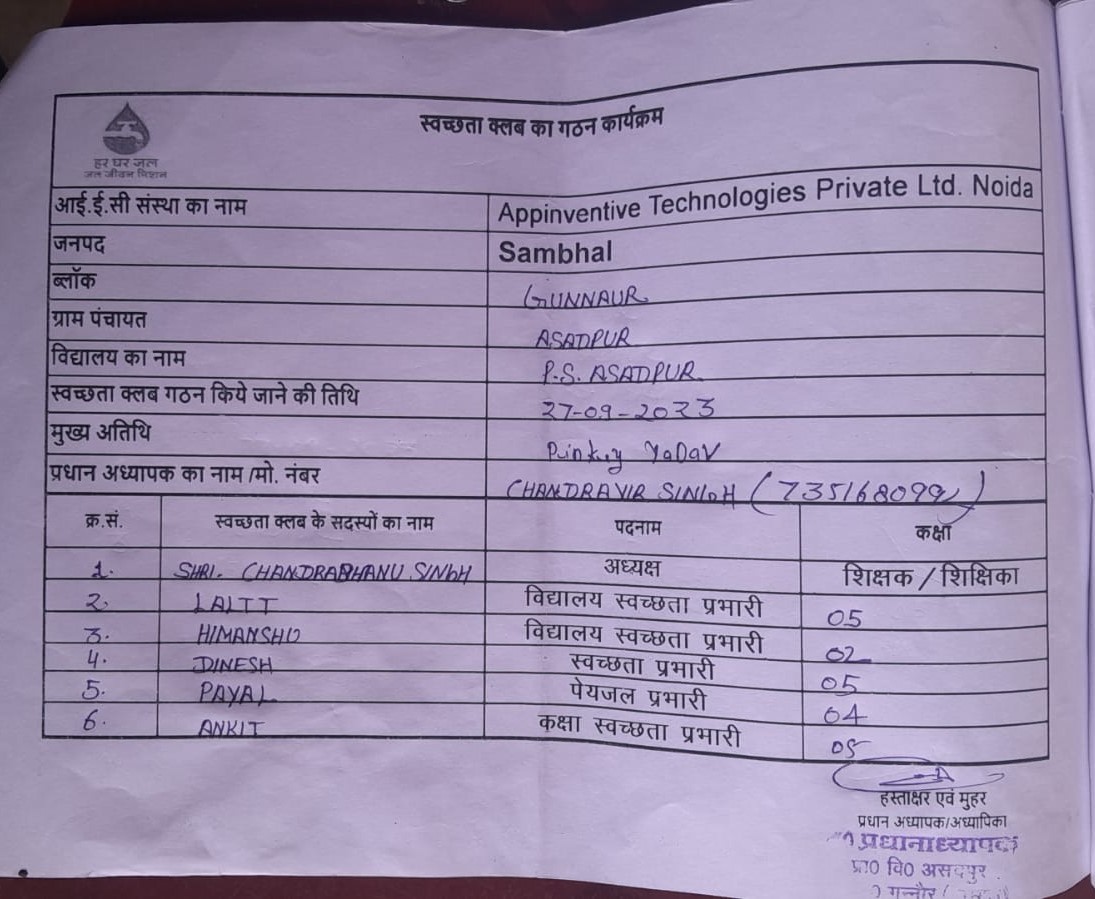 स्वच्छता क्लब का गठन कार्यक्रम
हर घर जल
जल जीवन मिशन
आई.ई.सी संस्था का नाम Appinventive Technologies Private Ltd. Noida
जनपद Sambhal
ब्लॉक GUNNAUR
ग्राम पंचायत ASADPUR
विद्यालय का नाम P.S. ASADPUR
स्वच्छता क्लब गठन किये जाने की तिथि 27-09-2023
मुख्य अतिथि Pinky YaDaV
प्रधान अध्यापक का नाम /मो. नंबर CHANDRAVIR SINGH
क्र.सं. स्वच्छता क्लब के सदस्यों का नाम पदनाम कक्षा
1. SHRI. CHANDRABHANU SINGH अध्यक्ष शिक्षक / शिक्षिका
2. LALIT विद्यालय स्वच्छता प्रभारी 05
3. HIMANSHU विद्यालय स्वच्छता प्रभारी 02
4. DINESH स्वच्छता प्रभारी 05
5. PAYAL पेयजल प्रभारी 04
6. ANKIT कक्षा स्वच्छता प्रभारी 05
हस्ताक्षर एवं मुहर
प्रधान अध्यापक/अध्यापिका
प्रधानाध्यापक
प्रा0 वि0 असदपुर